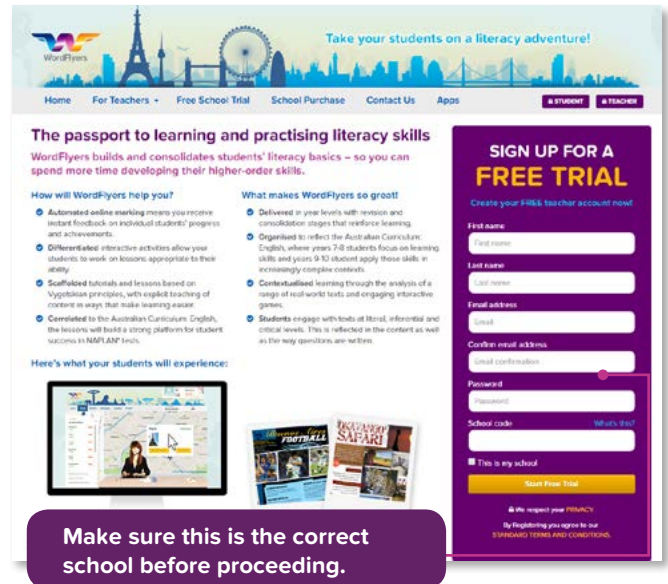 WordFlyers
Take your students on a literacy adventure!
Home For Teachers Free School Trial School Purchase Contact Us Apps STUDENT TEACHER
The passport to learning and practising literacy skills
WordFlyers builds and consolidates students' literacy basics – so you can
spend more time developing their higher-order skills.
How will WordFlyers help you?
Automated online marking means you receive
instant feedback on individual students' progress
and achievements.
Differentiated interactive activities allow your
students to work on lessons appropriate to their
ability.
Scaffolded tutorials and lessons based on
Vygotskian principles, with explicit teaching of
content in ways that make learning easier.
Correlated to the Australian Curriculum: English,
the lessons will build a strong platform for student
success in NAPLAN* tests.
What makes WordFlyers so great!
Delivered in year levels with revision and
consolidation stages that reinforce learning.
Organised to reflect the Australian Curriculum:
English, where years 7-8 students focus on learning
skills and years 9-10 student apply those skills in
increasingly complex contexts.
Contextualised learning through the analysis of a
range of real-world texts and engaging interactive
games.
Students engage with texts at literal, inferential and
critical levels. This is reflected in the content as well
as the way questions are written.
Here's what your students will experience:
Buenos Aires
FOOTBALL
OKAVANGO
SAFARI
SIGN UP FOR A
FREE TRIAL
Create your FREE teacher account now!
First name
First name
Last name
Last name
Email address
Email
Confirm email address
Email confirmation
Password
Password
School code What's this?
This is my school
Start Free Trial
We respect your PRIVACY.
By Registering you agree to our
STANDARD TERMS AND CONDITIONS.
Make sure this is the correct
school before proceeding.